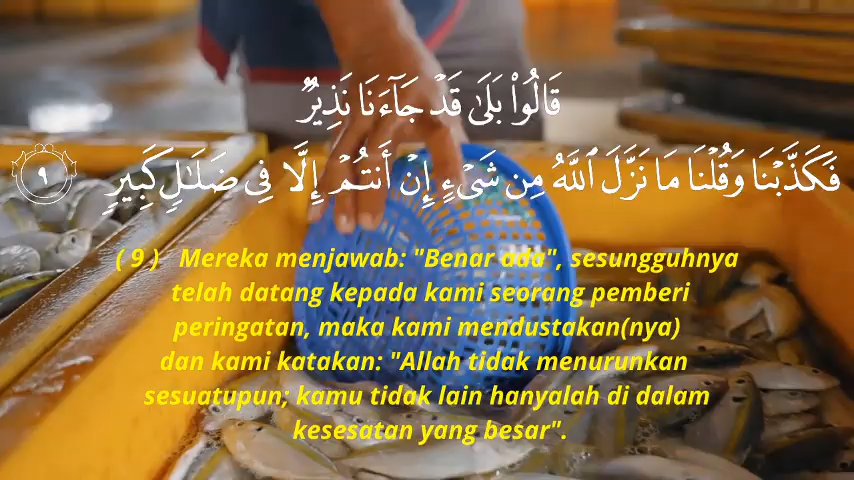 قَالُوا۟ بَلَىٰ قَدْ جَآءَنَا نَذِيرٌ
فَكَذَّبْنَا وَقُلْنَا مَا نَزَّلَ ٱللَّهُ مِن شَىْءٍ إِنْ أَنتُمْ إِلَّا فِى ضَلَـٰلٍ كَبِيرٍ ٩
( 9 ) Mereka menjawab: "Benar ada", sesungguhnya
telah datang kepada kami seorang pemberi
peringatan, maka kami mendustakan(nya)
dan kami katakan: "Allah tidak menurunkan
sesuatupun; kamu tidak lain hanyalah di dalam
kesesatan yang besar".